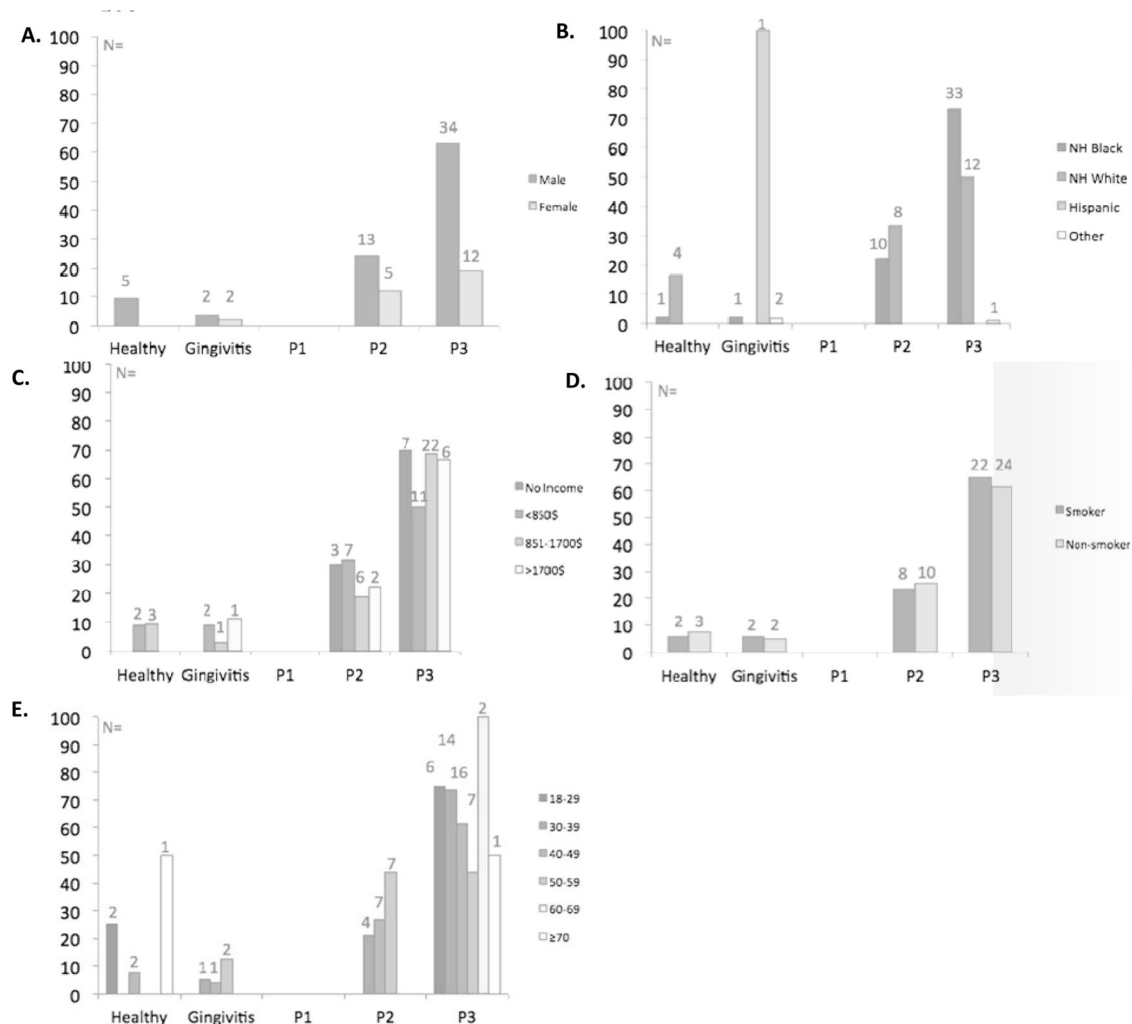 A.
100
N=
90
80
70
60
50
40
30
20
10
0
5
2 2
13
5
34
12
Healthy Gingivitis P1 P2 P3
Male
Female
B.
100
N=
90
80
70
60
50
40
30
20
10
0
1 4
1 1 2
10 8
33 12 1
Healthy Gingivitis P1 P2 P3
NH Black
NH White
Hispanic
Other
C.
100
N=
90
80
70
60
50
40
30
20
10
0
2 3
2 1 1
3 7 6 2
7 11 22 6
Healthy Gingivitis P1 P2 P3
No Income
<850$
851-1700$
>1700$
D.
100
N=
90
80
70
60
50
40
30
20
10
0
2 3
2 2
8 10
22 24
Healthy Gingivitis P1 P2 P3
Smoker
Non-smoker
E.
100
N=
90
80
70
60
50
40
30
20
10
0
2 2 1
1 1 2
4 7 7
6 14 16 7 2 1
Healthy Gingivitis P1 P2 P3
18-29
30-39
40-49
50-59
60-69
≥70